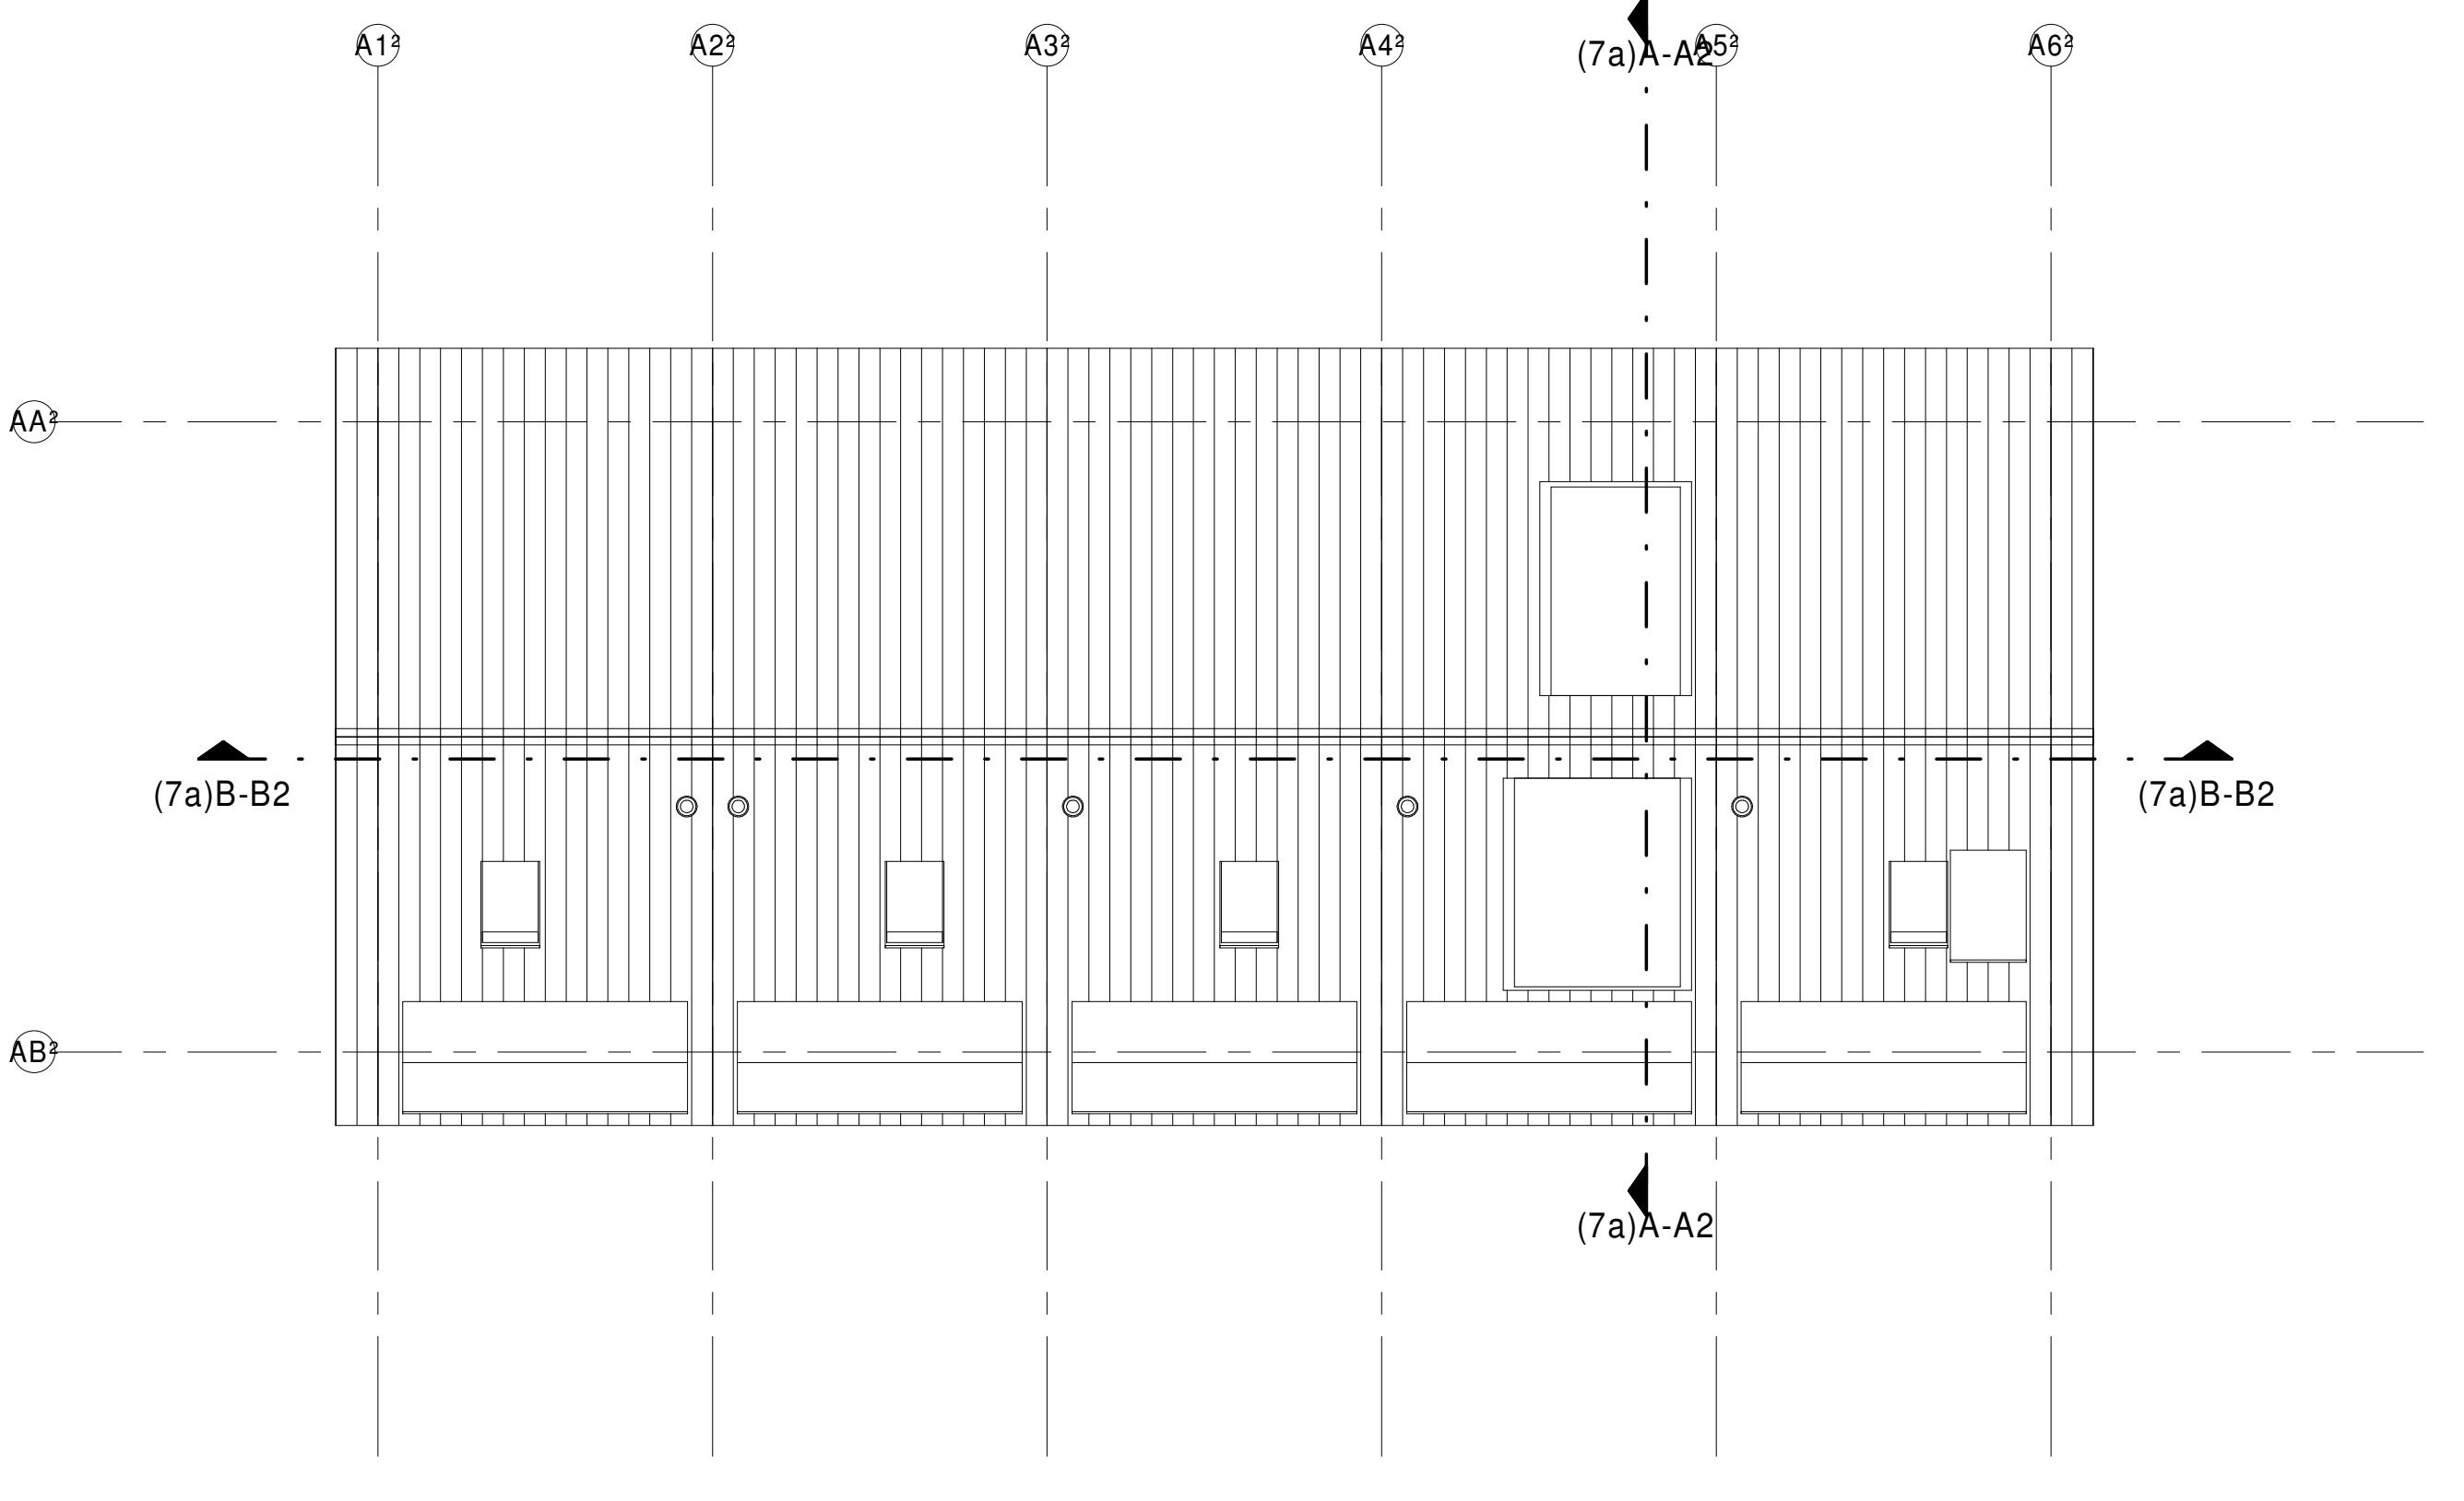 A1² A2² A3² A4² A5² A6²
(7a)A-A2
AA²
(7a)B-B2 (7a)B-B2
AB²
(7a)A-A2